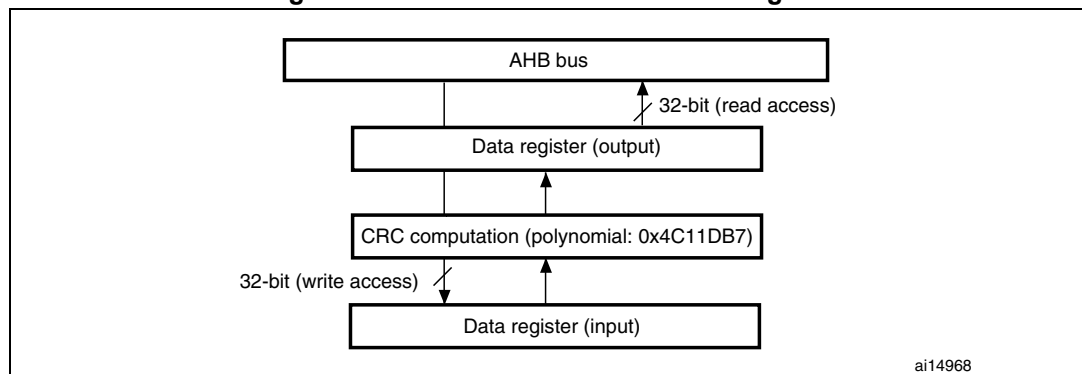 AHB bus
32-bit (read access)
Data register (output)
CRC computation (polynomial: 0x4C11DB7)
32-bit (write access)
Data register (input)
ai14968